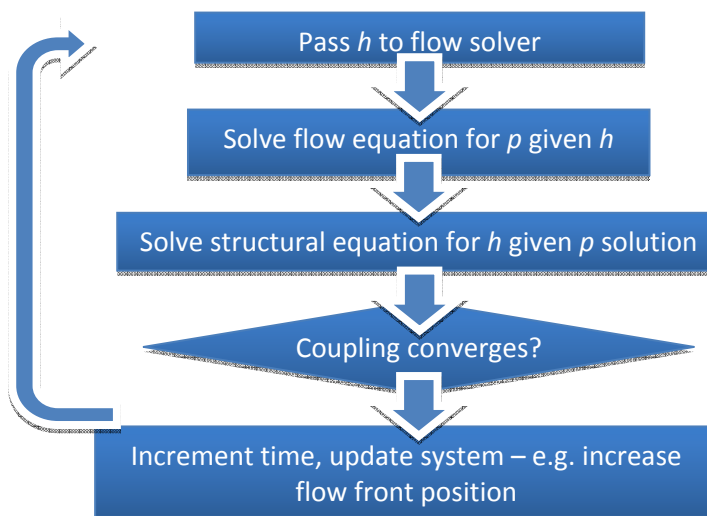 Pass h to flow solver
Solve flow equation for p given h
Solve structural equation for h given p solution
Coupling converges?
Increment time, update system – e.g. increase
flow front position